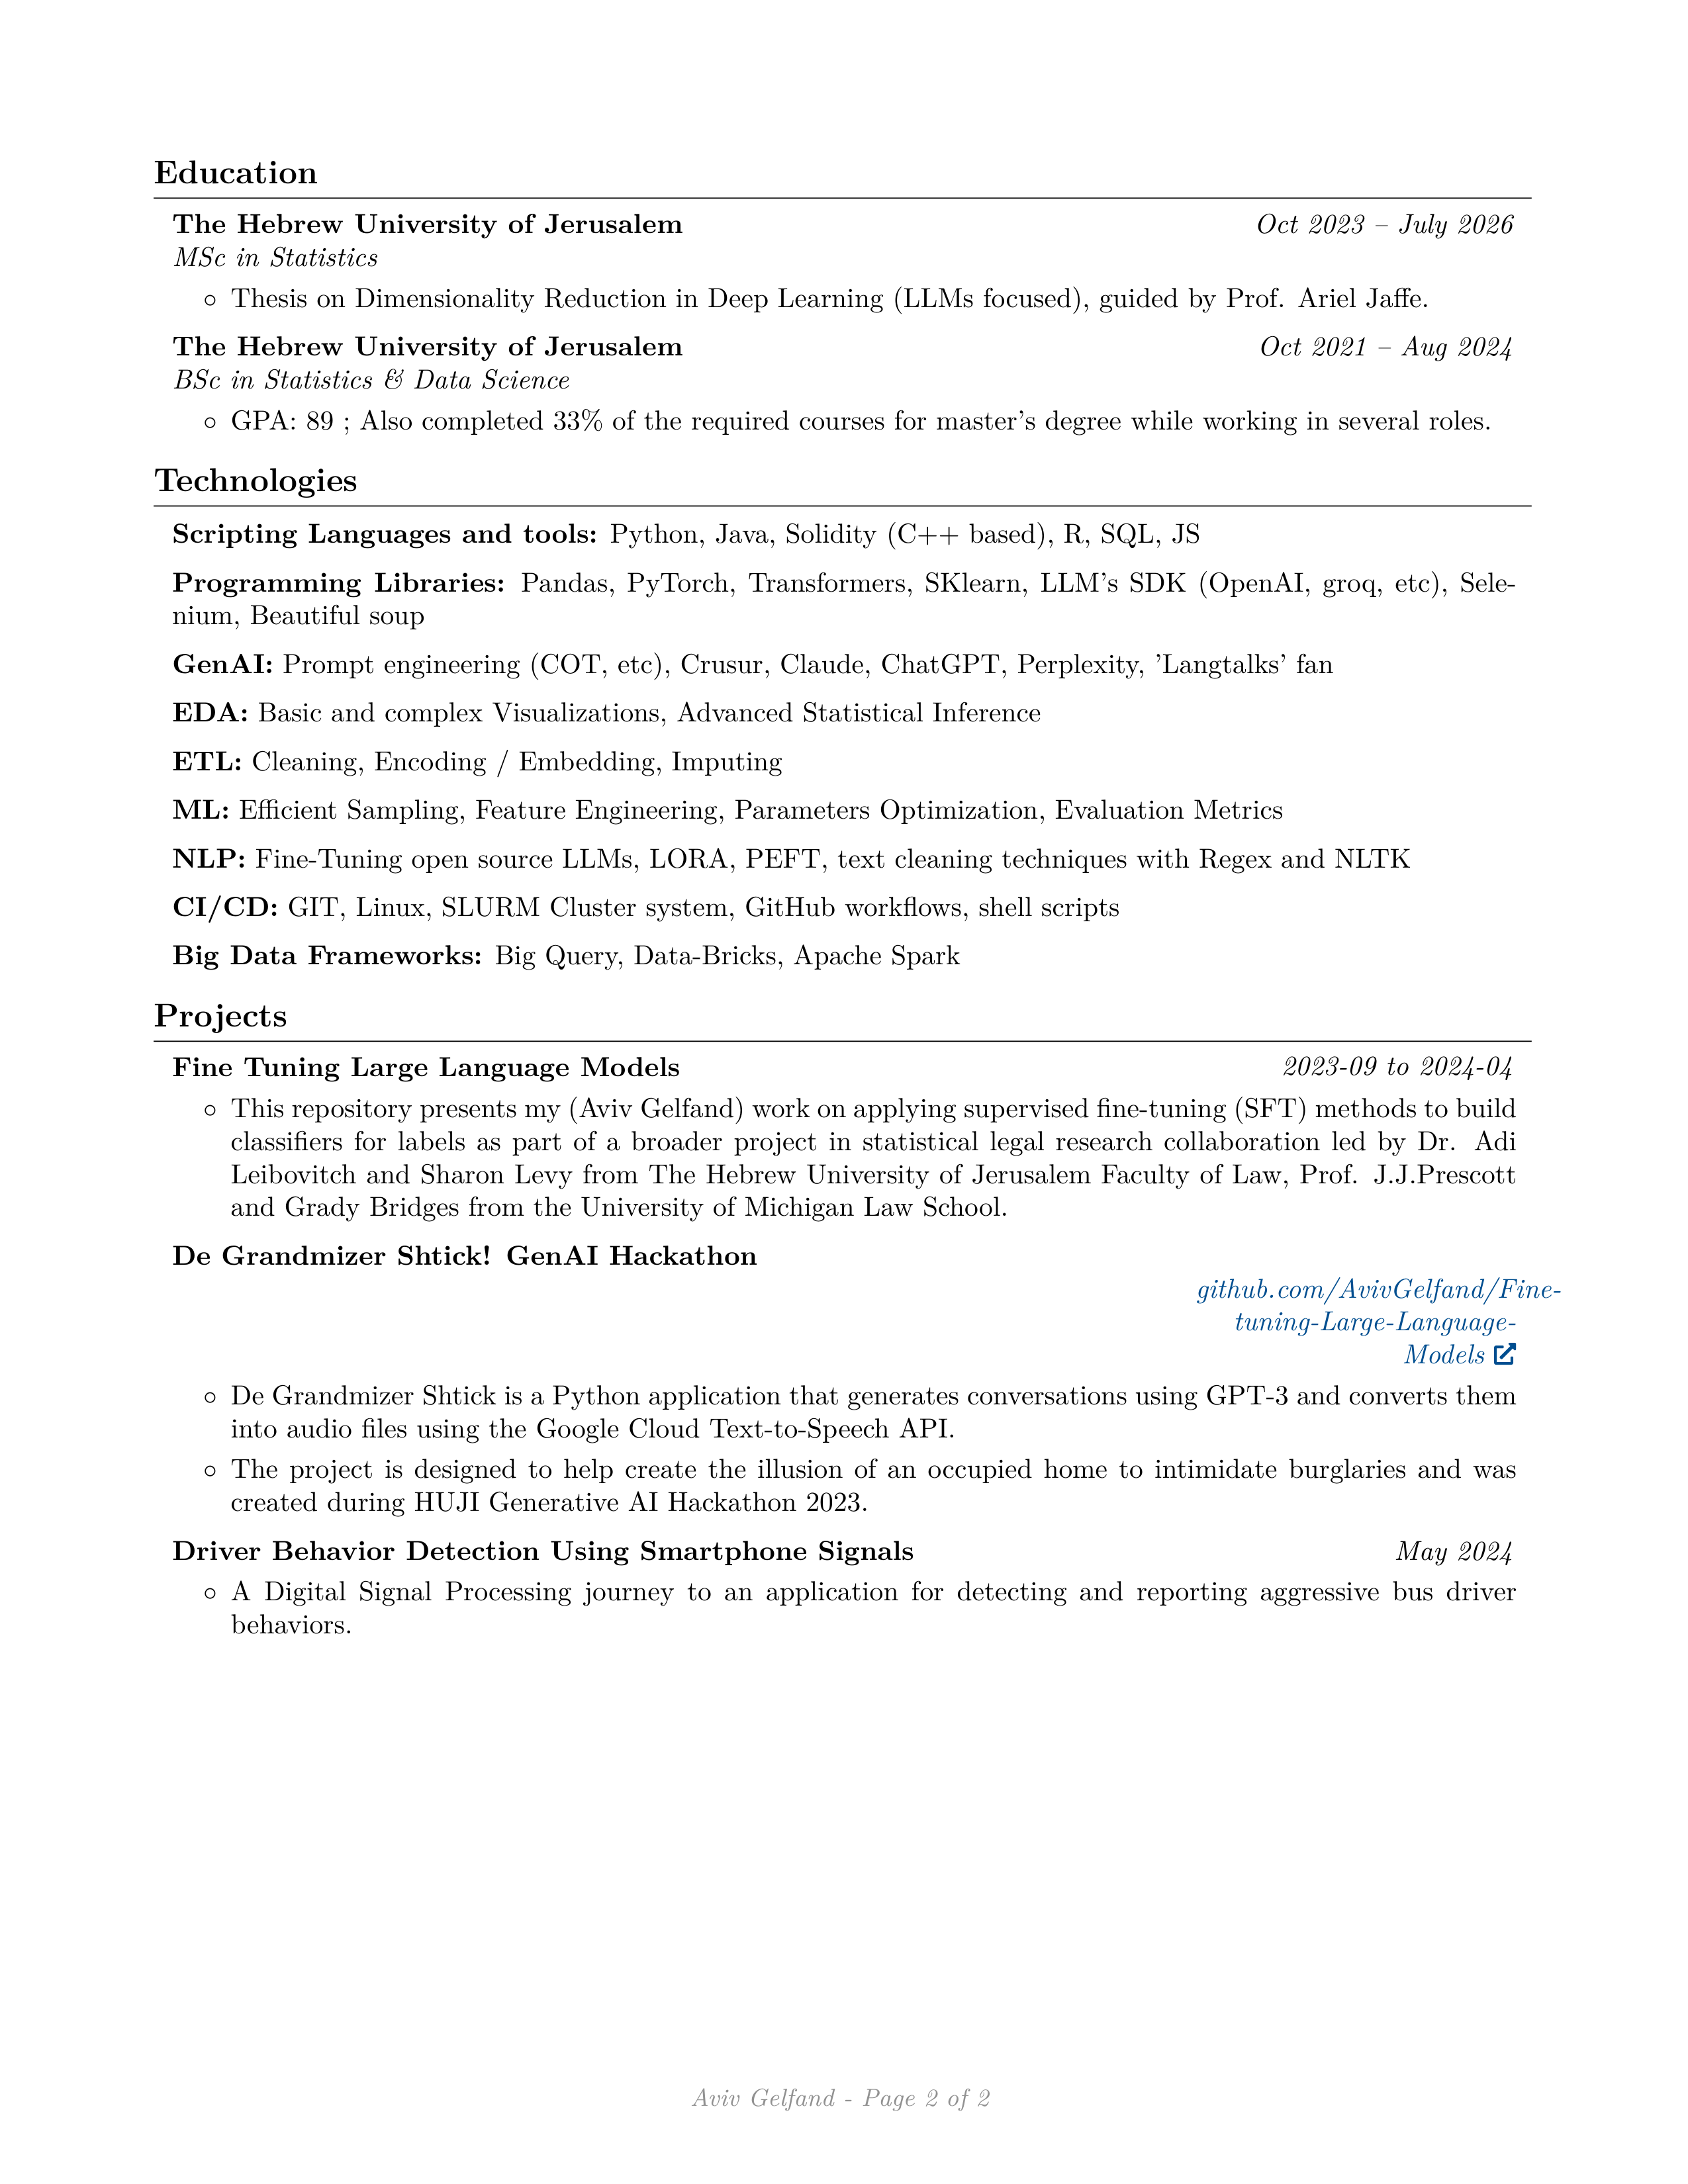 Education
The Hebrew University of Jerusalem Oct 2023 – July 2026
MSc in Statistics
◦ Thesis on Dimensionality Reduction in Deep Learning (LLMs focused), guided by Prof. Ariel Jaffe.
The Hebrew University of Jerusalem Oct 2021 – Aug 2024
BSc in Statistics & Data Science
◦ GPA: 89 ; Also completed 33% of the required courses for master's degree while working in several roles.
Technologies
Scripting Languages and tools: Python, Java, Solidity (C++ based), R, SQL, JS
Programming Libraries: Pandas, PyTorch, Transformers, SKlearn, LLM's SDK (OpenAI, groq, etc), Sele-
nium, Beautiful soup
GenAI: Prompt engineering (COT, etc), Crusur, Claude, ChatGPT, Perplexity, 'Langtalks' fan
EDA: Basic and complex Visualizations, Advanced Statistical Inference
ETL: Cleaning, Encoding / Embedding, Imputing
ML: Efficient Sampling, Feature Engineering, Parameters Optimization, Evaluation Metrics
NLP: Fine-Tuning open source LLMs, LORA, PEFT, text cleaning techniques with Regex and NLTK
CI/CD: GIT, Linux, SLURM Cluster system, GitHub workflows, shell scripts
Big Data Frameworks: Big Query, Data-Bricks, Apache Spark
Projects
Fine Tuning Large Language Models 2023-09 to 2024-04
◦ This repository presents my (Aviv Gelfand) work on applying supervised fine-tuning (SFT) methods to build
classifiers for labels as part of a broader project in statistical legal research collaboration led by Dr. Adi
Leibovitch and Sharon Levy from The Hebrew University of Jerusalem Faculty of Law, Prof. J.J.Prescott
and Grady Bridges from the University of Michigan Law School.
De Grandmizer Shtick! GenAI Hackathon
github.com/AvivGelfand/Fine-
tuning-Large-Language-
Models
◦ De Grandmizer Shtick is a Python application that generates conversations using GPT-3 and converts them
into audio files using the Google Cloud Text-to-Speech API.
◦ The project is designed to help create the illusion of an occupied home to intimidate burglaries and was
created during HUJI Generative AI Hackathon 2023.
Driver Behavior Detection Using Smartphone Signals May 2024
◦ A Digital Signal Processing journey to an application for detecting and reporting aggressive bus driver
behaviors.
Aviv Gelfand - Page 2 of 2